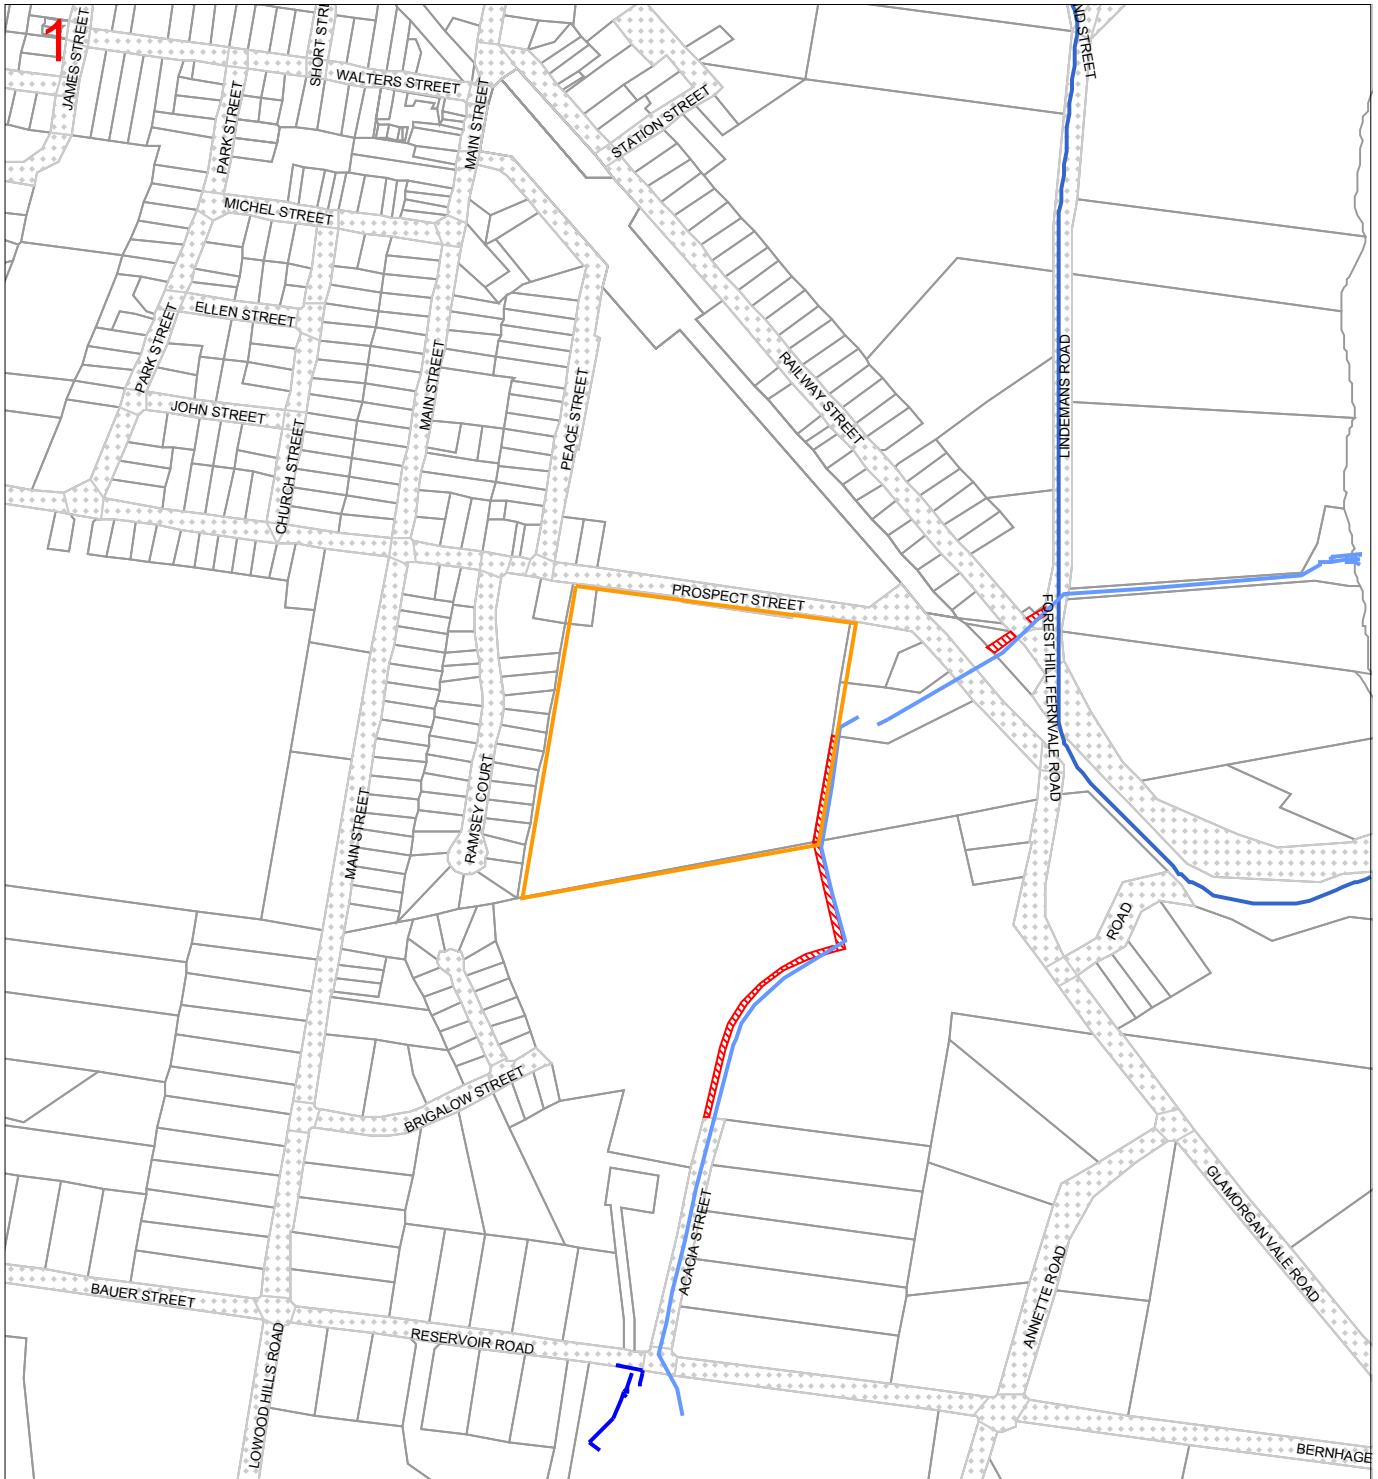 1
JAMES STREET
SHORT STRE
ND STREET
WALTERS STREET
PARK STREET
MAIN STREET
STATION STREET
MICHEL STREET
ELLEN STREET
PARK STREET
JOHN STREET
CHURCH STREET
MAIN STREET
PEACE STREET
RAILWAY STREET
LINDEMANS ROAD
PROSPECT STREET
FOREST HILL FERNVALE ROAD
RAMSEY COURT
MAIN STREET
ROAD
BRIGALOW STREET
ACACIA STREET
GLAMORGAN VALE ROAD
ANNETTE ROAD
BAUER STREET
RESERVOIR ROAD
LOWOOD HILLS ROAD
BERNHAGE